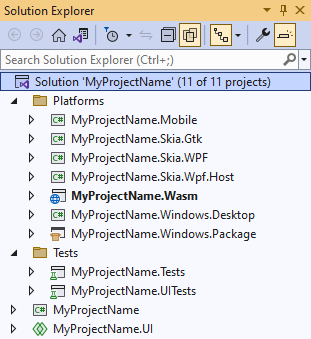 Solution Explorer
Search Solution Explorer (Ctrl+;)
Solution 'MyProjectName' (11 of 11 projects)
Platforms
MyProjectName.Mobile
MyProjectName.Skia.Gtk
MyProjectName.Skia.WPF
MyProjectName.Skia.Wpf.Host
MyProjectName.Wasm
MyProjectName.Windows.Desktop
MyProjectName.Windows.Package
Tests
MyProjectName.Tests
MyProjectName.UITests
MyProjectName
MyProjectName.UI